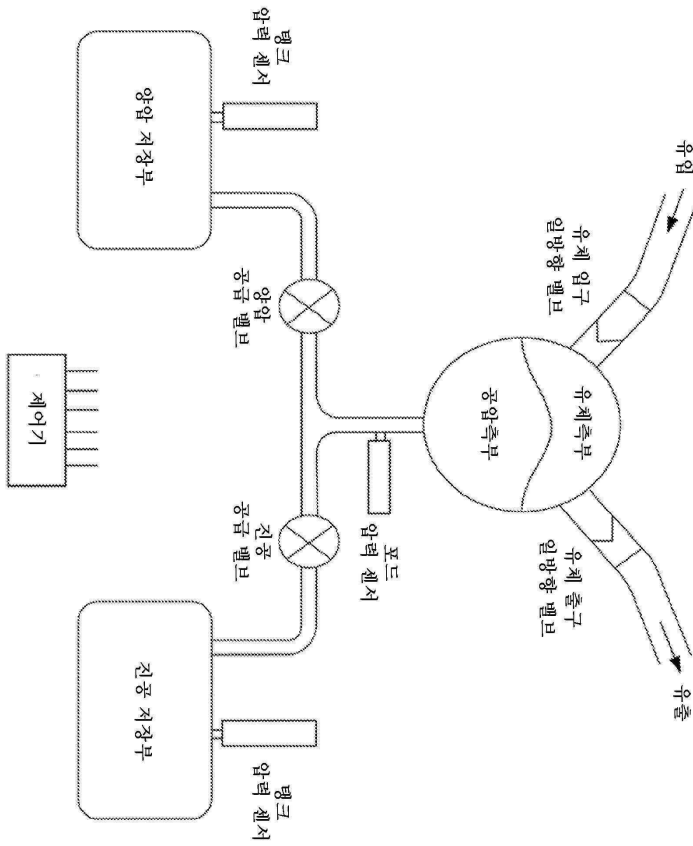 유입
유체 입구
일방향 밸브
유체측부
공압측부
유체 출구
일방향 밸브
유출
탱크
압력 센서
양압 저장부
양압
공급 밸브
포드
압력 센서
진공
공급 밸브
제어기
진공 저장부
탱크
압력 센서